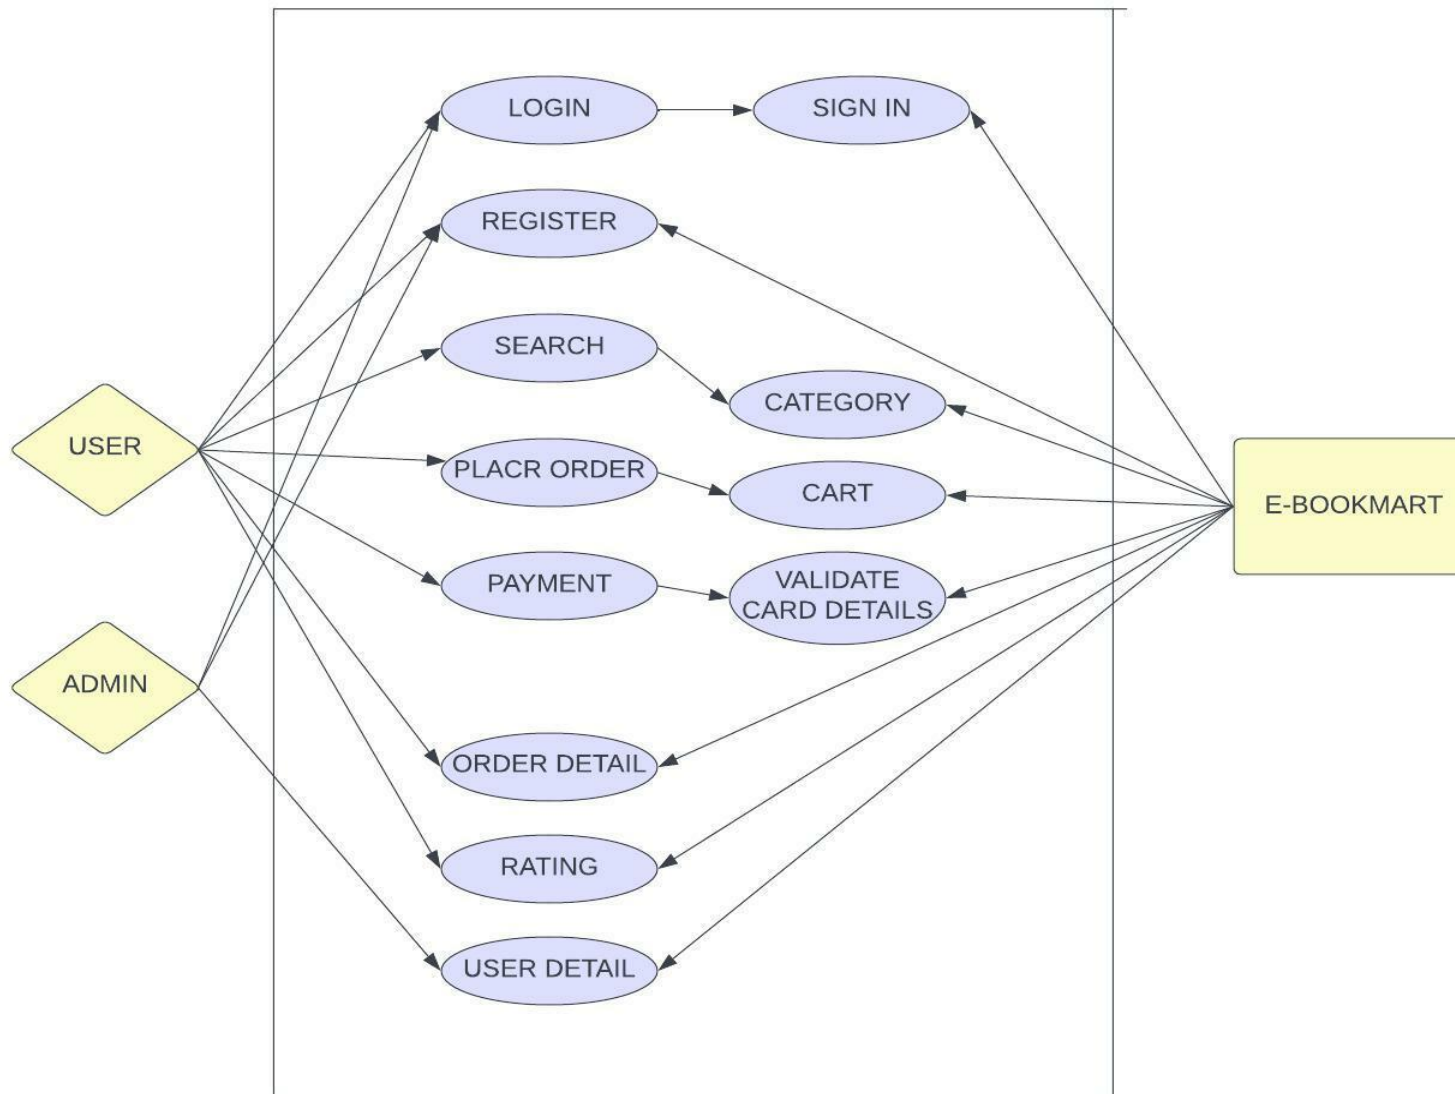 LOGIN
SIGN IN
REGISTER
SEARCH
CATEGORY
USER
PLACR ORDER
CART
E-BOOKMART
PAYMENT
VALIDATE
CARD DETAILS
ADMIN
ORDER DETAIL
RATING
USER DETAIL